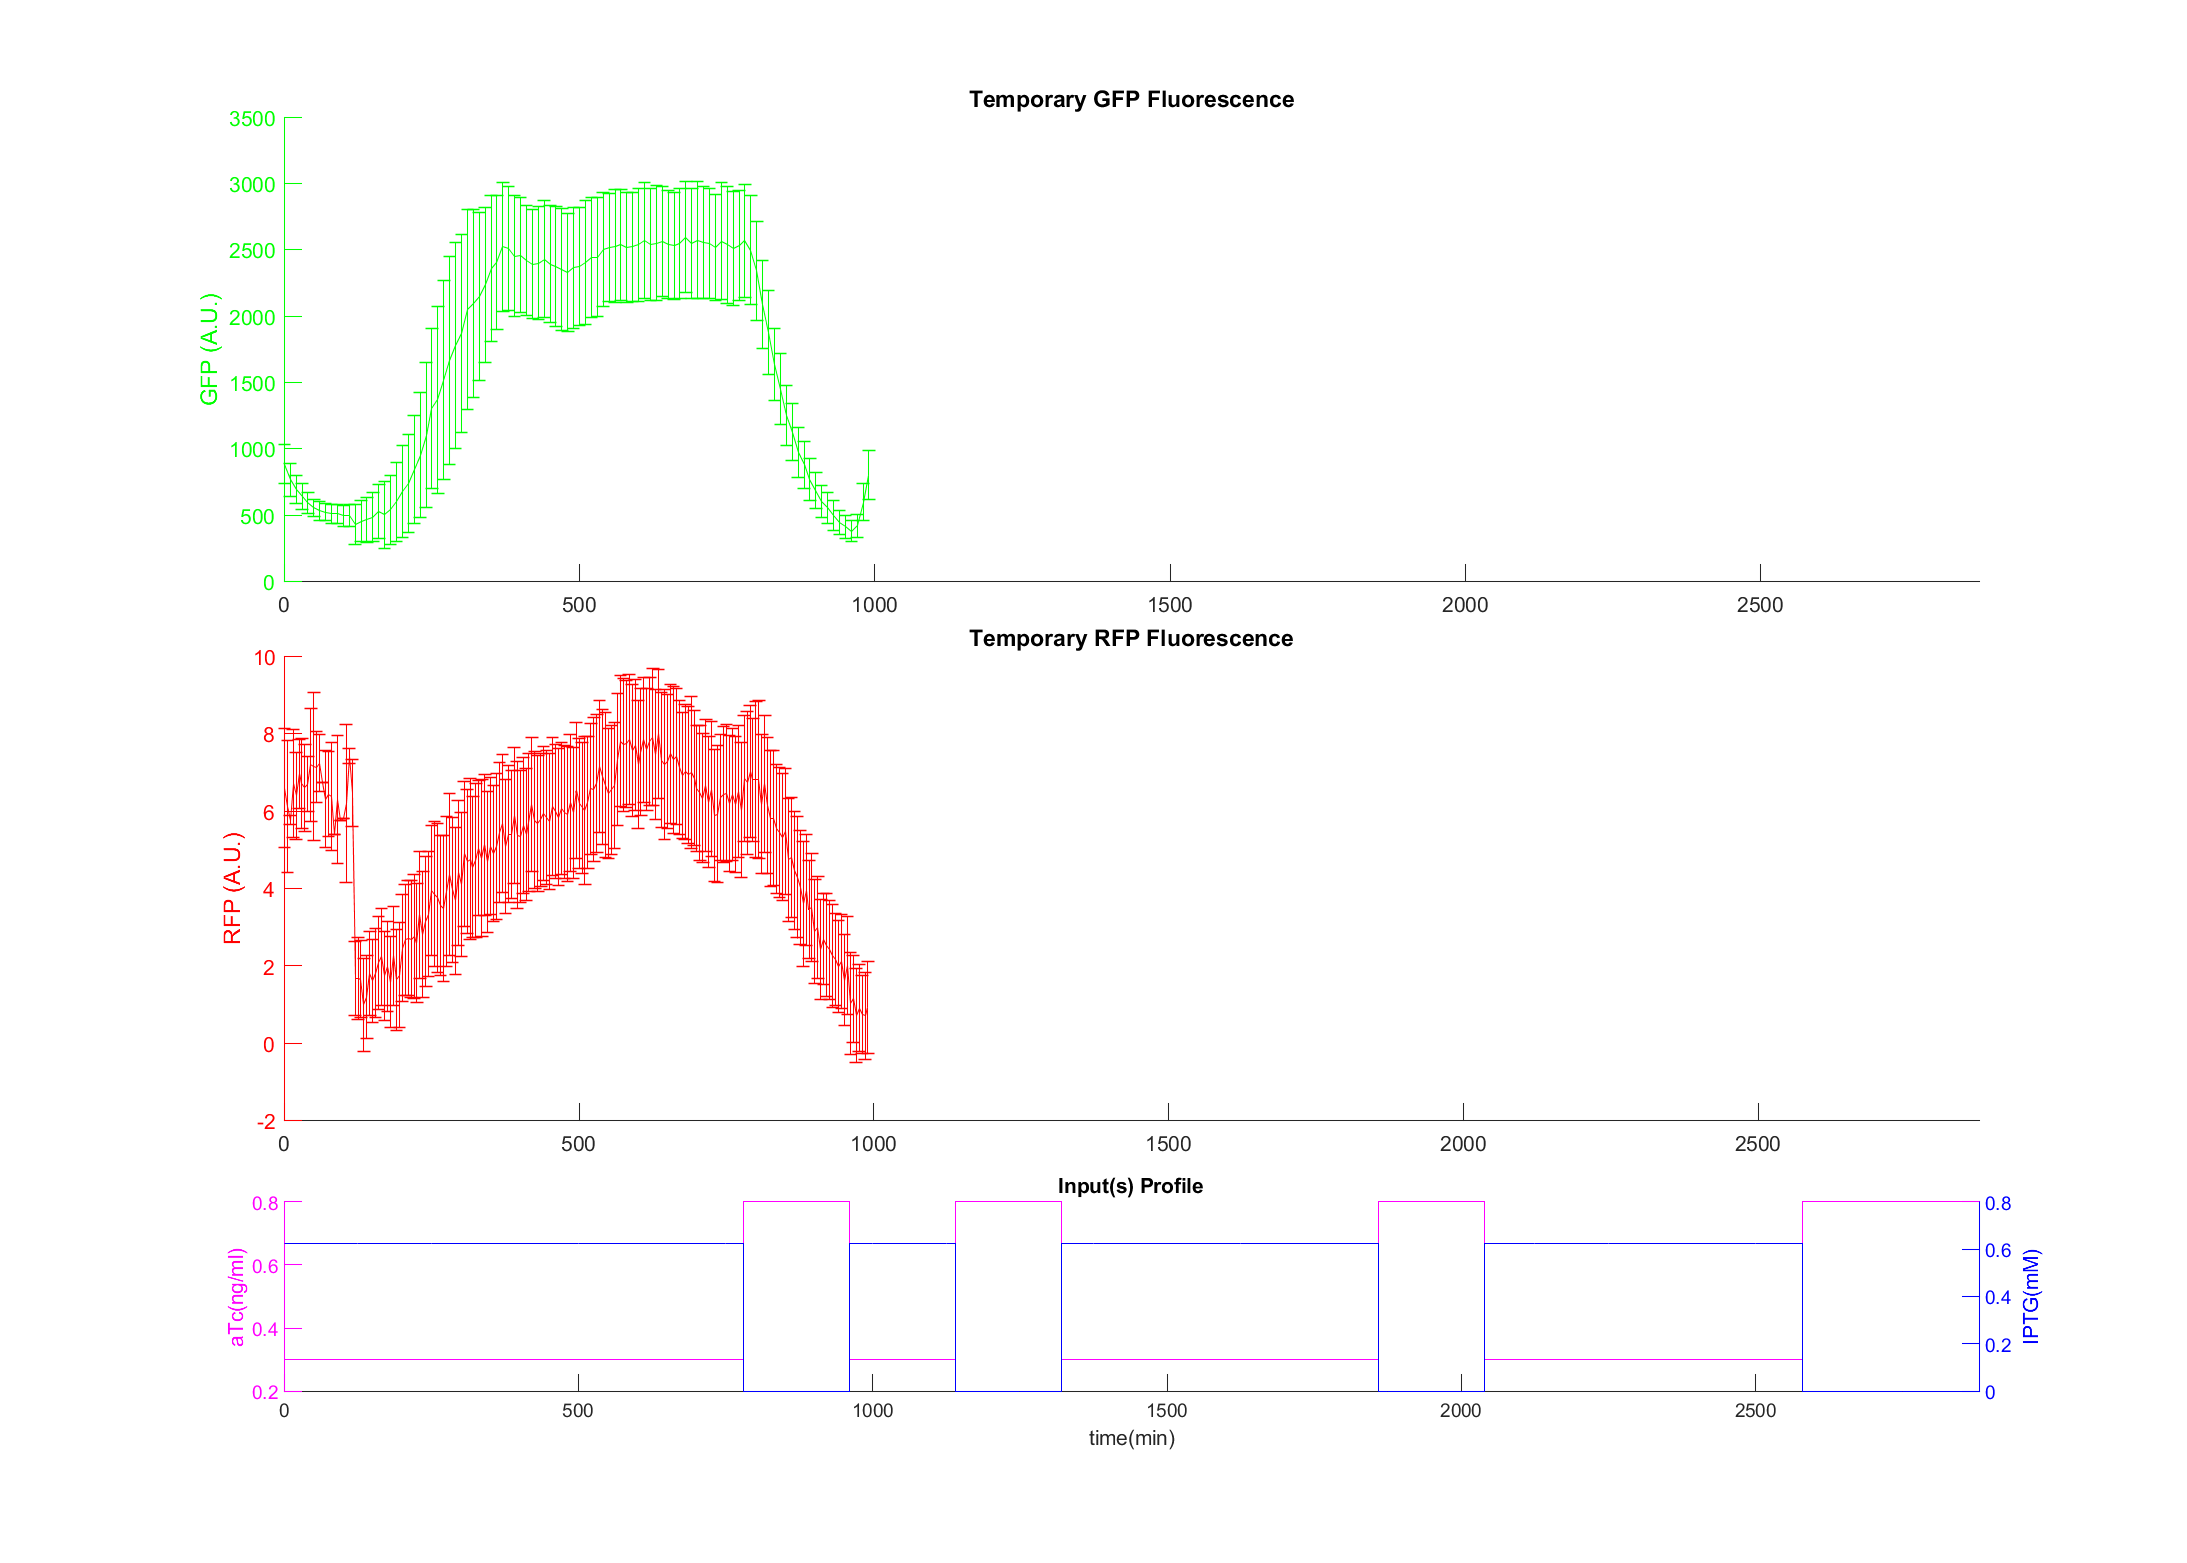 Temporary GFP Fluorescence
3500
3000
2500
2000
1500
1000
500
0
GFP (A.U.)
0 500 1000 1500 2000 2500
Temporary RFP Fluorescence
10
8
6
4
2
0
-2
RFP (A.U.)
0 500 1000 1500 2000 2500
Input(s) Profile
0.8
0.6
0.4
0.2
aTc(ng/ml)
0.8
0.6
0.4
0.2
0
IPTG(mM)
0 500 1000 1500 2000 2500
time(min)